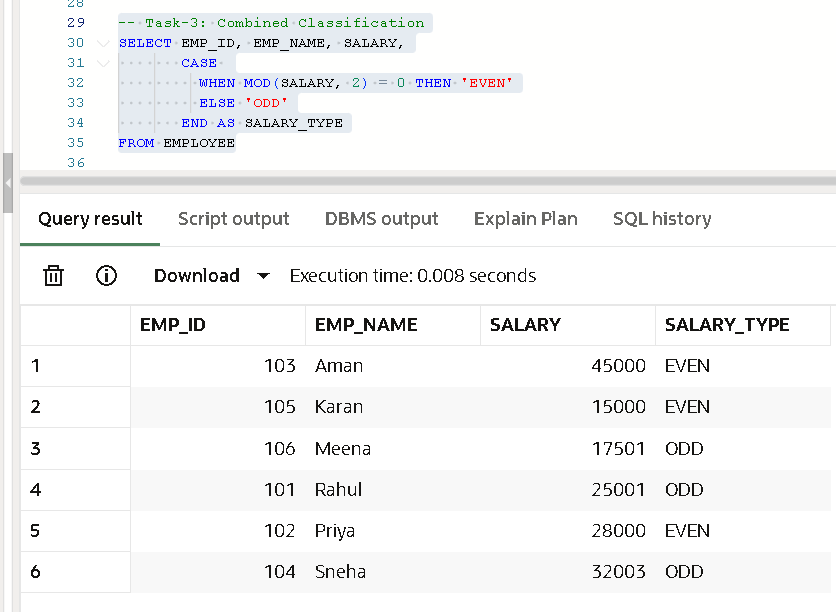 28
29 -- Task-3: Combined Classification
30 SELECT EMP_ID, EMP_NAME, SALARY,
31 CASE
32 WHEN MOD(SALARY, 2) = 0 THEN 'EVEN'
33 ELSE 'ODD'
34 END AS SALARY_TYPE
35 FROM EMPLOYEE
36
Query result Script output DBMS output Explain Plan SQL history
Download Execution time: 0.008 seconds
EMP_ID EMP_NAME SALARY SALARY_TYPE
1 103 Aman 45000 EVEN
2 105 Karan 15000 EVEN
3 106 Meena 17501 ODD
4 101 Rahul 25001 ODD
5 102 Priya 28000 EVEN
6 104 Sneha 32003 ODD